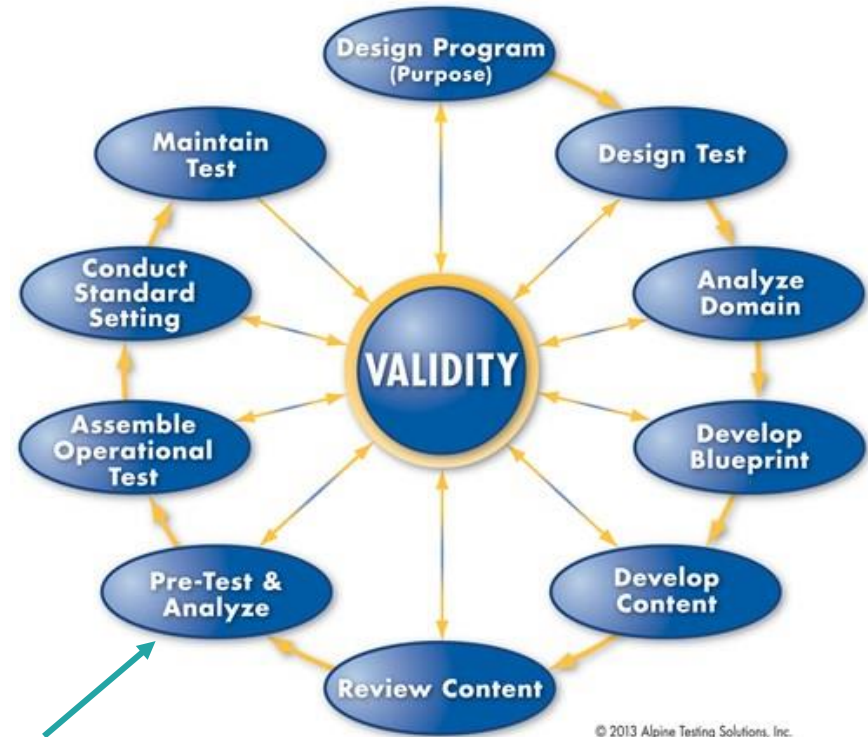 Design Program
(Purpose)
Design Test
Analyze
Domain
Develop
Blueprint
Develop
Content
Review Content
Pre-Test &
Analyze
Assemble
Operational
Test
Conduct
Standard
Setting
Maintain
Test
VALIDITY
© 2013 Alpine Testing Solutions, Inc.